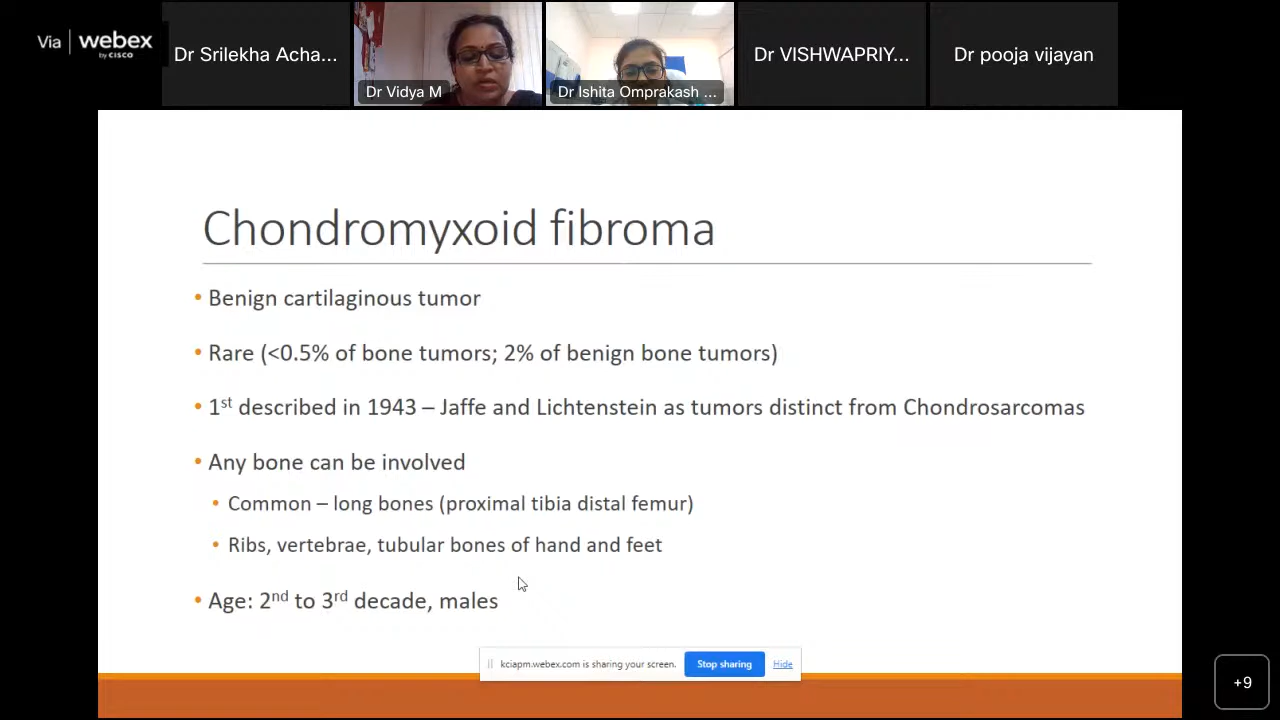 Via webex
by CISCO
Dr Srilekha Acha...
Dr Vidya M
Dr Ishita Omprakash ...
Dr VISHWAPRIY...
Dr pooja vijayan
Chondromyxoid fibroma
• Benign cartilaginous tumor
• Rare (<0.5% of bone tumors; 2% of benign bone tumors)
• 1st described in 1943 – Jaffe and Lichtenstein as tumors distinct from Chondrosarcomas
• Any bone can be involved
• Common – long bones (proximal tibia distal femur)
• Ribs, vertebrae, tubular bones of hand and feet
• Age: 2nd to 3rd decade, males
kciapm.webex.com is sharing your screen. Stop sharing Hide
+9